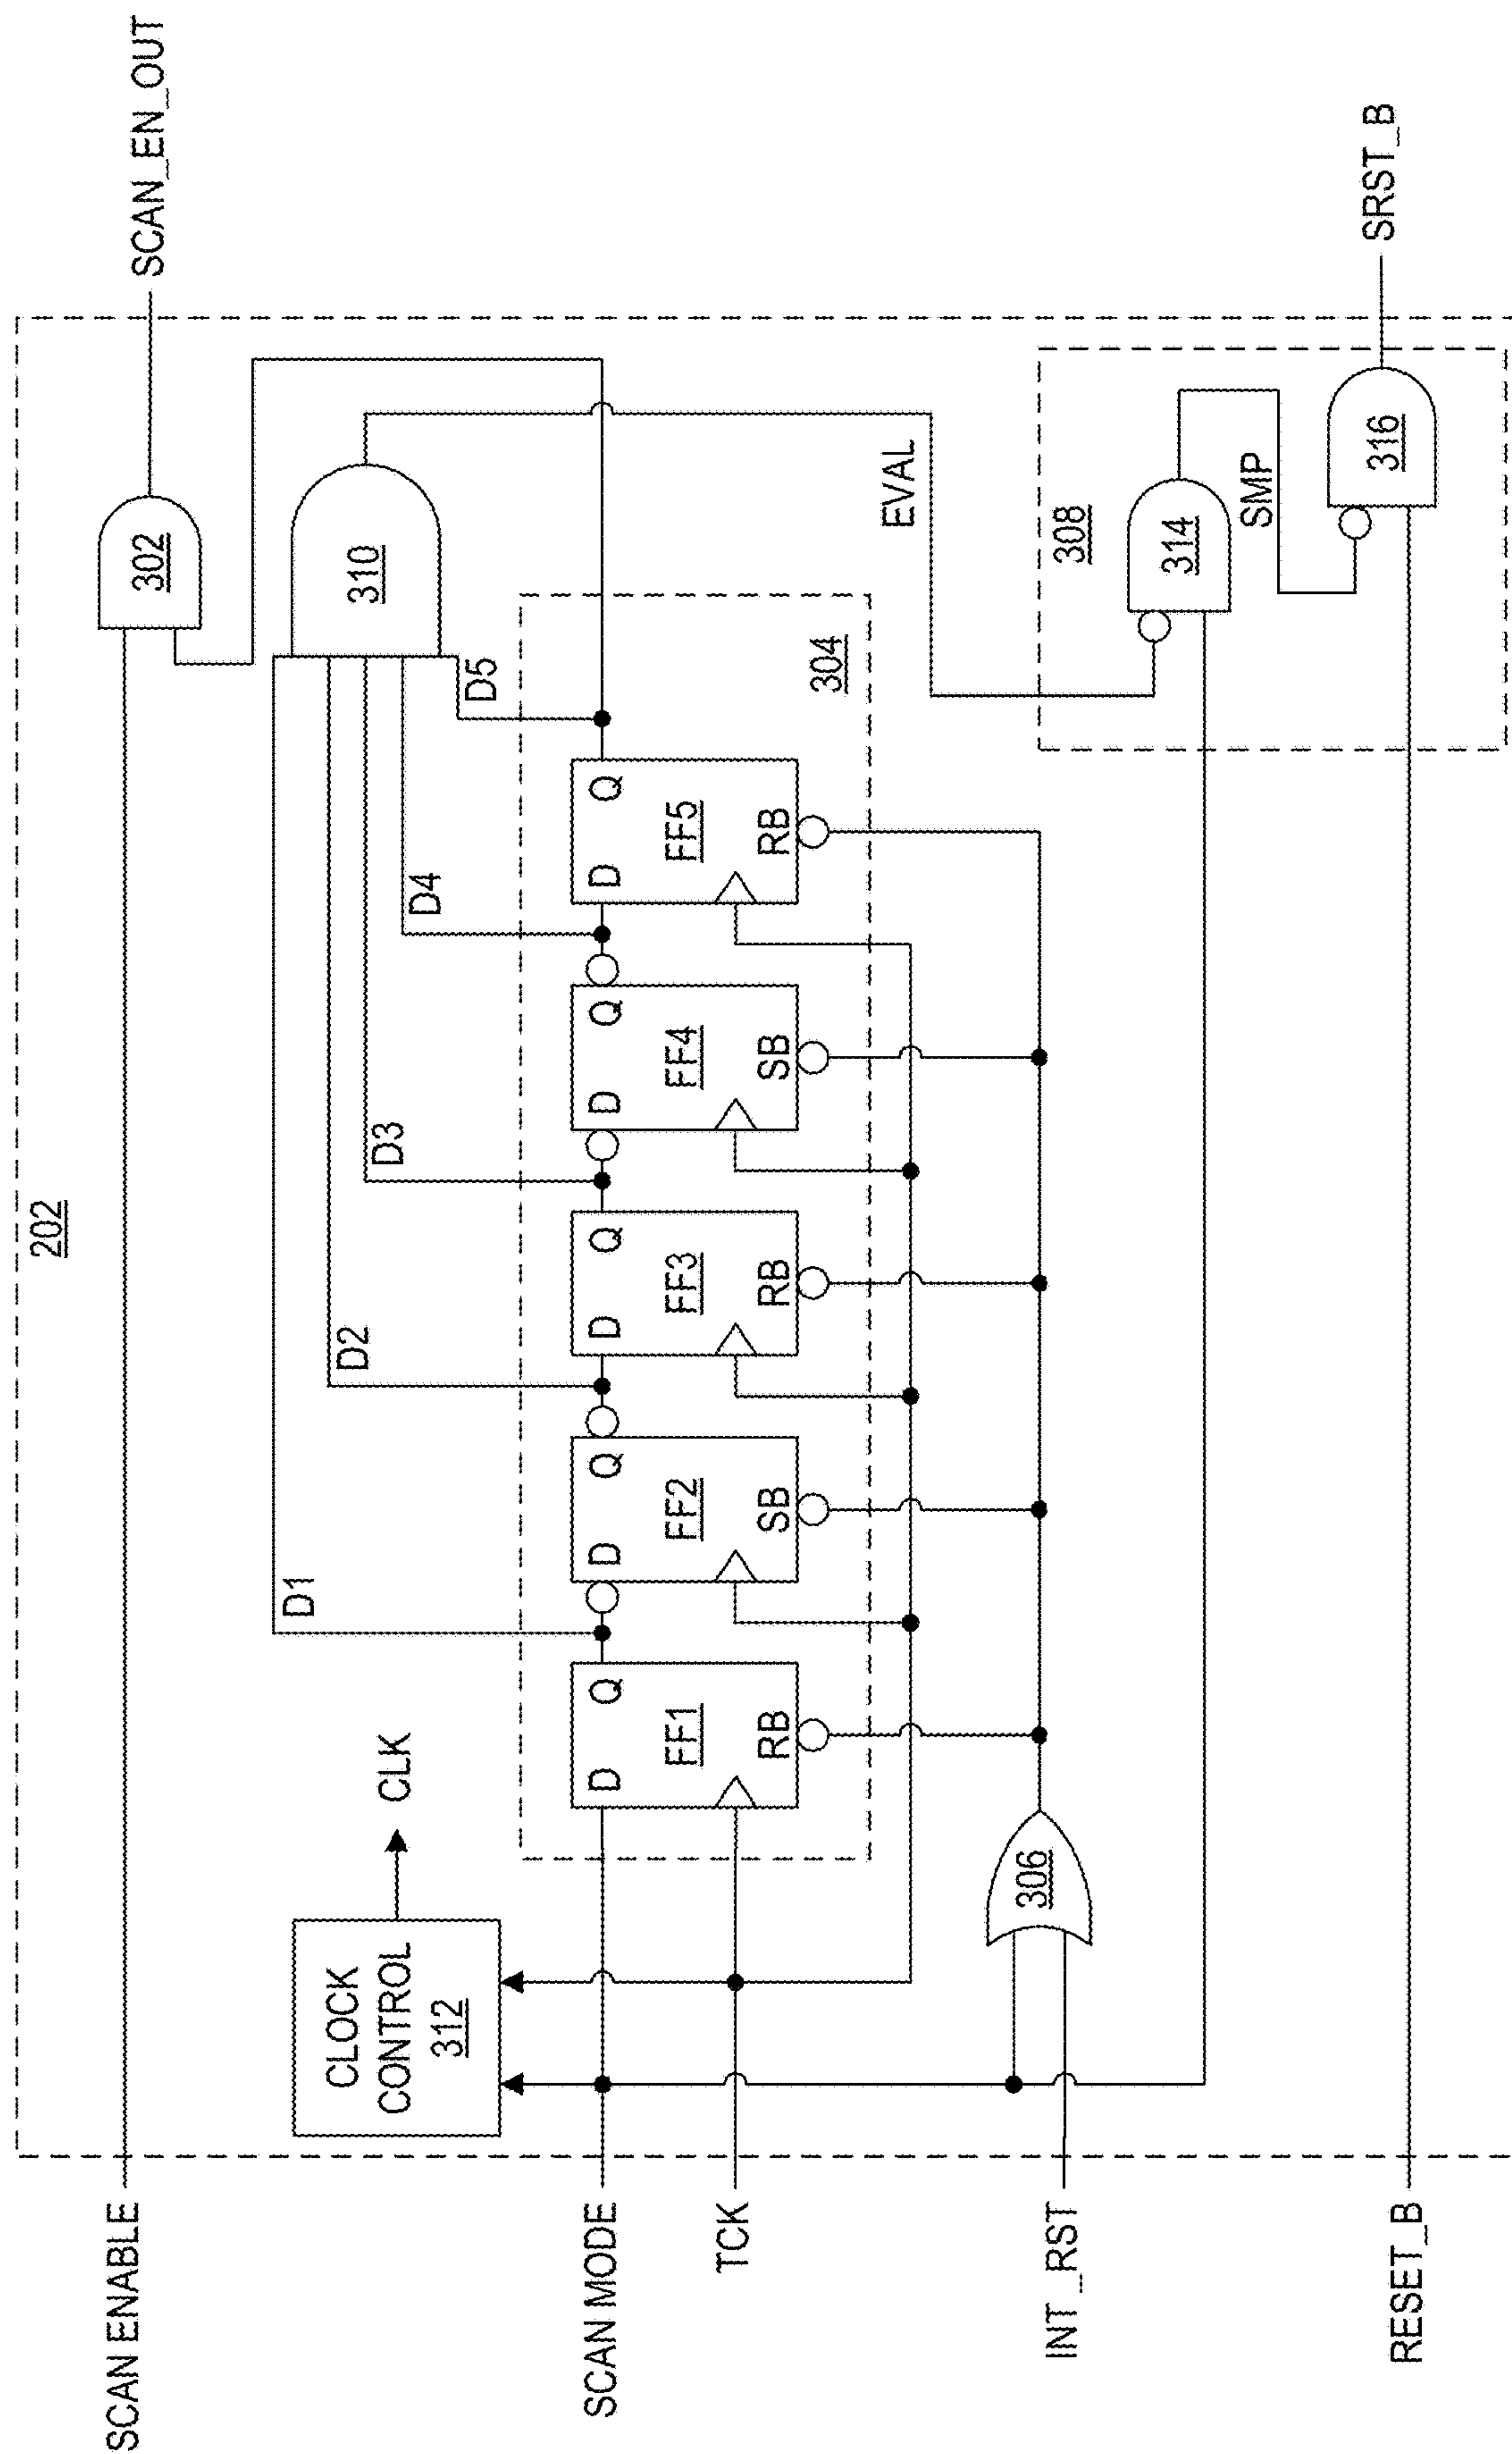 202
SCAN ENABLE
302
SCAN_EN_OUT
CLOCK
CONTROL
312
CLK
D1
D2
D3
D4
D5
310
304
SCAN MODE
D
Q
FF1
RB
D
Q
FF2
SB
D
Q
FF3
RB
D
Q
FF4
SB
D
Q
FF5
RB
TCK
EVAL
INT_RST
306
308
314
SMP
316
RESET_B
SRST_B